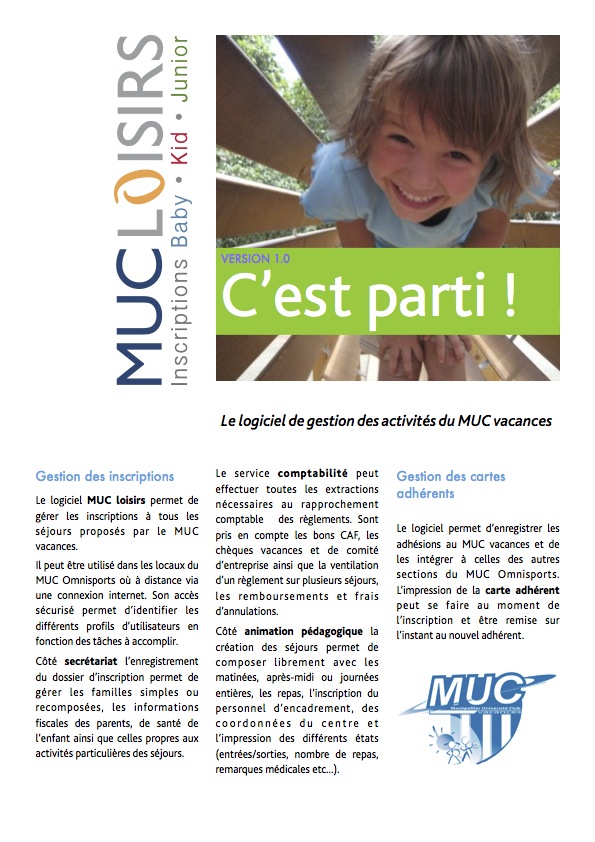 MUCLOISIRS
Inscriptions Baby • Kid • Junior
VERSION 1.0
C'est parti !
Le logiciel de gestion des activités du MUC vacances
Gestion des inscriptions
Le logiciel MUC loisirs permet de
gérer les inscriptions à tous les
séjours proposés par le MUC
vacances.
Il peut être utilisé dans les locaux du
MUC Omnisports où à distance via
une connexion internet. Son accès
sécurisé permet d'identifier les
différents profils d'utilisateurs en
fonction des tâches à accomplir.
Côté secrétariat l'enregistrement
du dossier d'inscription permet de
gérer les familles simples ou
recomposées, les informations
fiscales des parents, de santé de
l'enfant ainsi que celles propres aux
activités particulières des séjours.
Le service comptabilité peut
effectuer toutes les extractions
nécessaires au rapprochement
comptable des règlements. Sont
pris en compte les bons CAF, les
chèques vacances et de comité
d'entreprise ainsi que la ventilation
d'un règlement sur plusieurs séjours,
les remboursements et frais
d'annulations.
Côté animation pédagogique la
création des séjours permet de
composer librement avec les
matinées, après-midi ou journées
entières, les repas, l'inscription du
personnel d'encadrement, des
coordonnées du centre et
l'impression des différents états
(entrées/sorties, nombre de repas,
remarques médicales etc...).
Gestion des cartes
adhérents
Le logiciel permet d'enregistrer les
adhésions au MUC vacances et de
les intégrer à celles des autres
sections du MUC Omnisports.
L'impression de la carte adhérent
peut se faire au moment de
l'inscription et être remise sur
l'instant au nouvel adhérent.
MUC
Montpellier Université Club
VACANCES